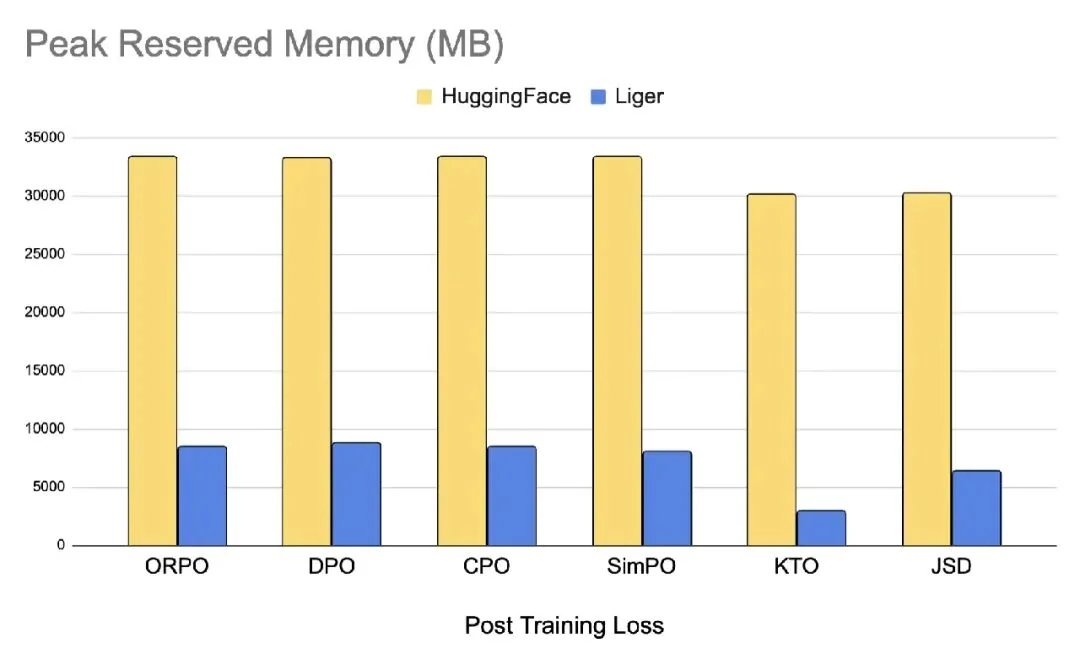 Peak Reserved Memory (MB)
HuggingFace Liger
35000
30000
25000
20000
15000
10000
5000
0
ORPO DPO CPO SimPO KTO JSD
Post Training Loss